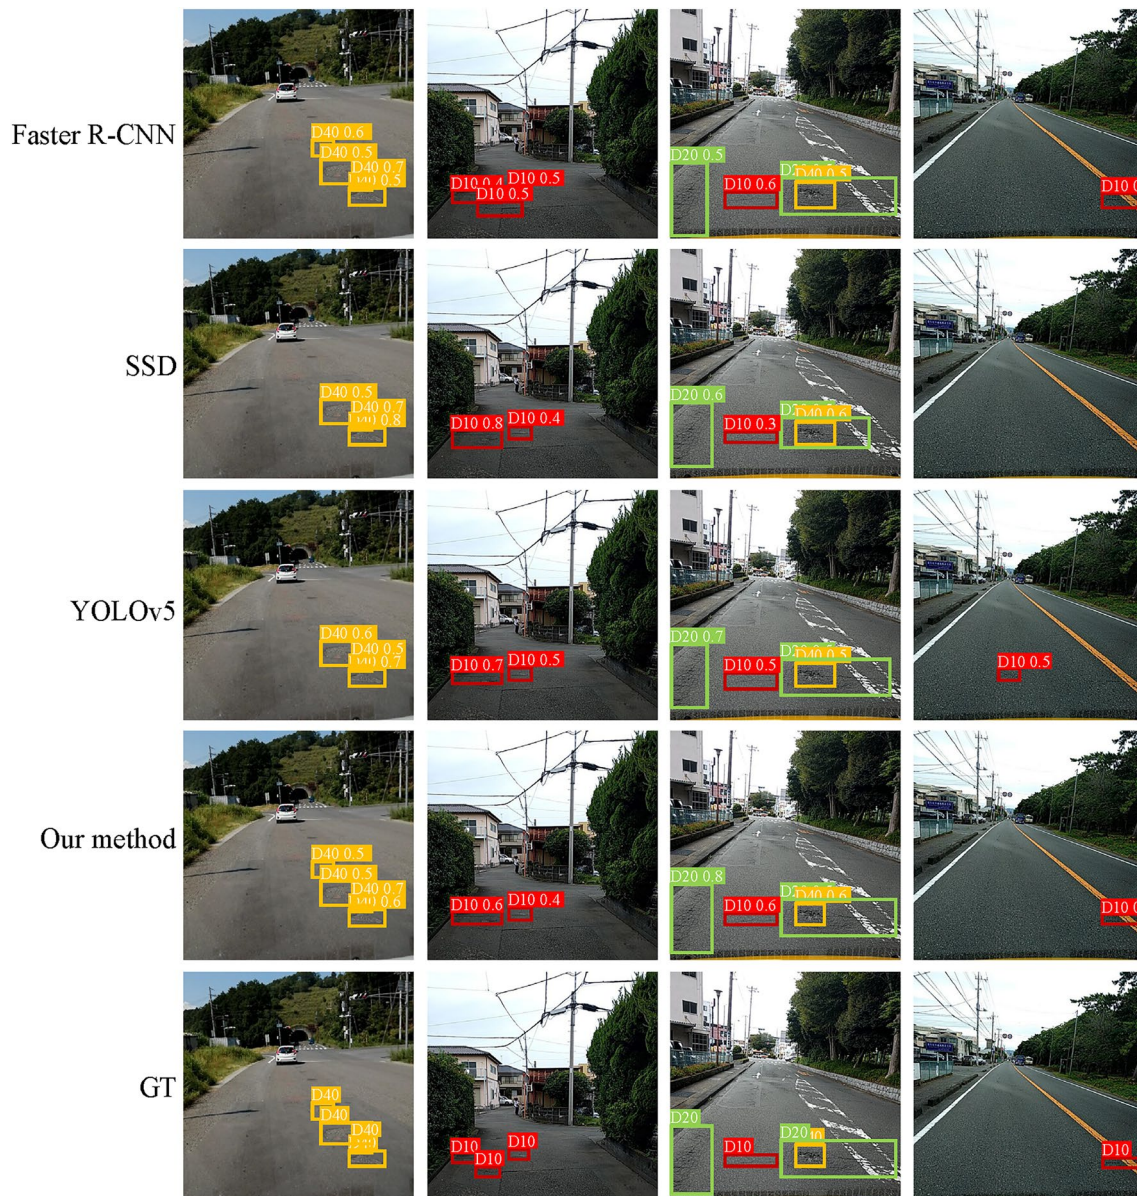 Faster R-CNN
D40 0.6
D40 0.5
D40 0.7
D10 0.4
D10 0.5
D10 0.5
D20 0.5
D10 0.6
D40 0.5
D10
SSD
D40 0.5
D40 0.7
D10 0.8
D10 0.4
D20 0.6
D10 0.3
D40 0.6
YOLOv5
D40 0.6
D40 0.5
D10 0.7
D10 0.5
D20 0.7
D10 0.5
D40 0.5
D10 0.5
Our method
D40 0.5
D40 0.5
D40 0.7
D10 0.6
D10 0.4
D20 0.8
D10 0.6
D40 0.6
D10
GT
D40
D40
D40
D10
D10
D10
D20
D10
D20
D10